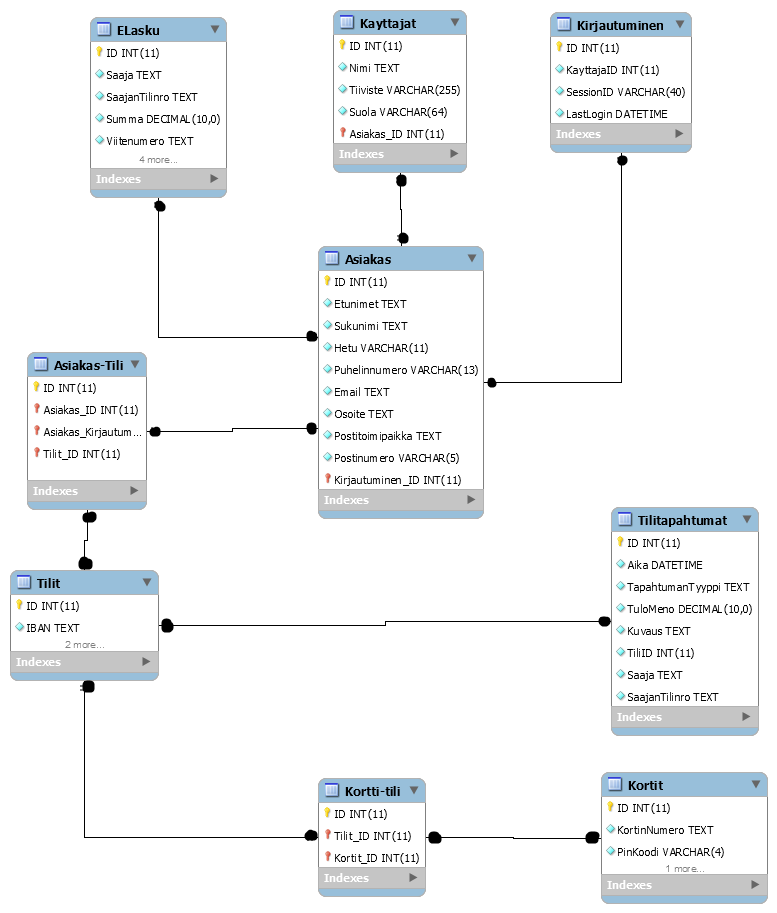 ELasku
ID INT(11)
Saaja TEXT
SaajanTilinro TEXT
Summa DECIMAL(10,0)
Viitenumero TEXT
4 more...
Indexes
Kayttajat
ID INT(11)
Nimi TEXT
Tiiviste VARCHAR(255)
Suola VARCHAR(64)
Asiakas_ID INT(11)
Indexes
Kirjautuminen
ID INT(11)
KayttajaID INT(11)
SessionID VARCHAR(40)
LastLogin DATETIME
Indexes
Asiakas
ID INT(11)
Etunimet TEXT
Sukunimi TEXT
Hetu VARCHAR(11)
Puhelinnumero VARCHAR(13)
Email TEXT
Osoite TEXT
Postitoimipaikka TEXT
Postinumero VARCHAR(5)
Kirjautuminen_ID INT(11)
Indexes
Asiakas-Tili
ID INT(11)
Asiakas_ID INT(11)
Asiakas_Kirjautum...
Tilit_ID INT(11)
Indexes
Tilit
ID INT(11)
IBAN TEXT
2 more...
Indexes
Tilitapahtumat
ID INT(11)
Aika DATETIME
TapahtumanTyyppi TEXT
TuloMeno DECIMAL(10,0)
Kuvaus TEXT
TiliID INT(11)
Saaja TEXT
SaajanTilinro TEXT
Indexes
Kortti-tili
ID INT(11)
Tilit_ID INT(11)
Kortit_ID INT(11)
Indexes
Kortit
ID INT(11)
KortinNumero TEXT
PinKoodi VARCHAR(4)
1 more...
Indexes